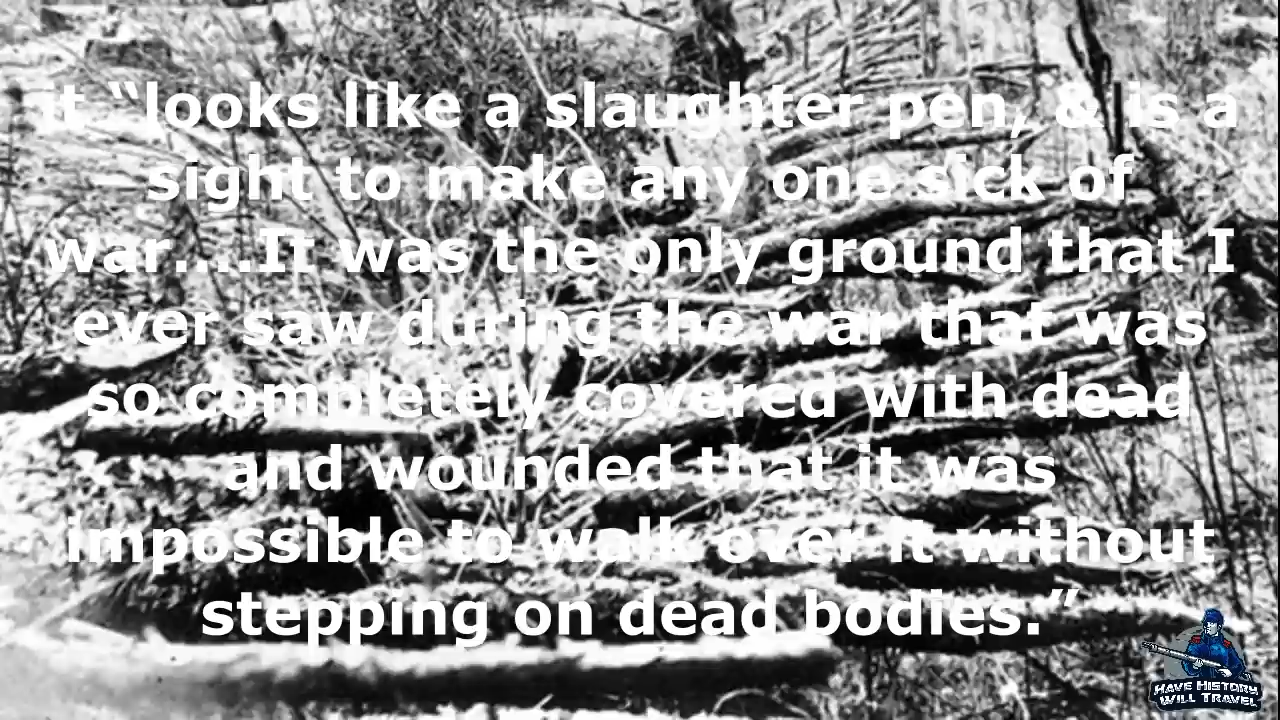 it “looks like a slaughter pen, & is a
sight to make any one sick of
war....It was the only ground that I
ever saw during the war that was
so completely covered with dead
and wounded that it was
impossible to walk over it without
stepping on dead bodies.”
HAVE HISTORY
WILL TRAVEL